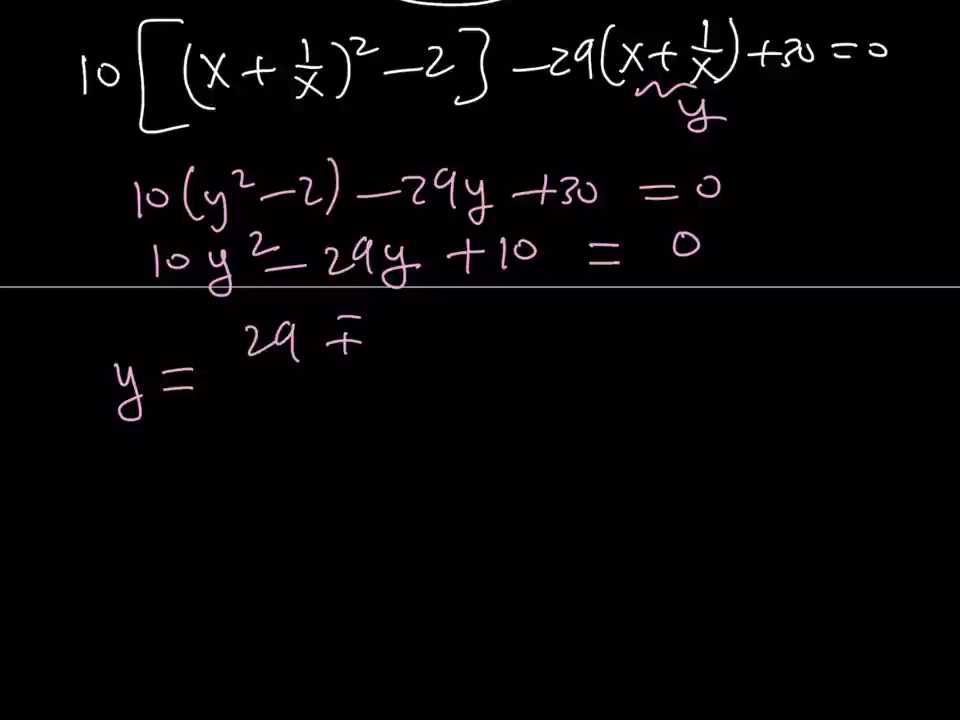 10[(x + 1/x)² − 2] − 29(x + 1/x) + 30 = 0
y
10(y² − 2) − 29y + 30 = 0
10y² − 29y + 10 = 0
y = 29 ∓